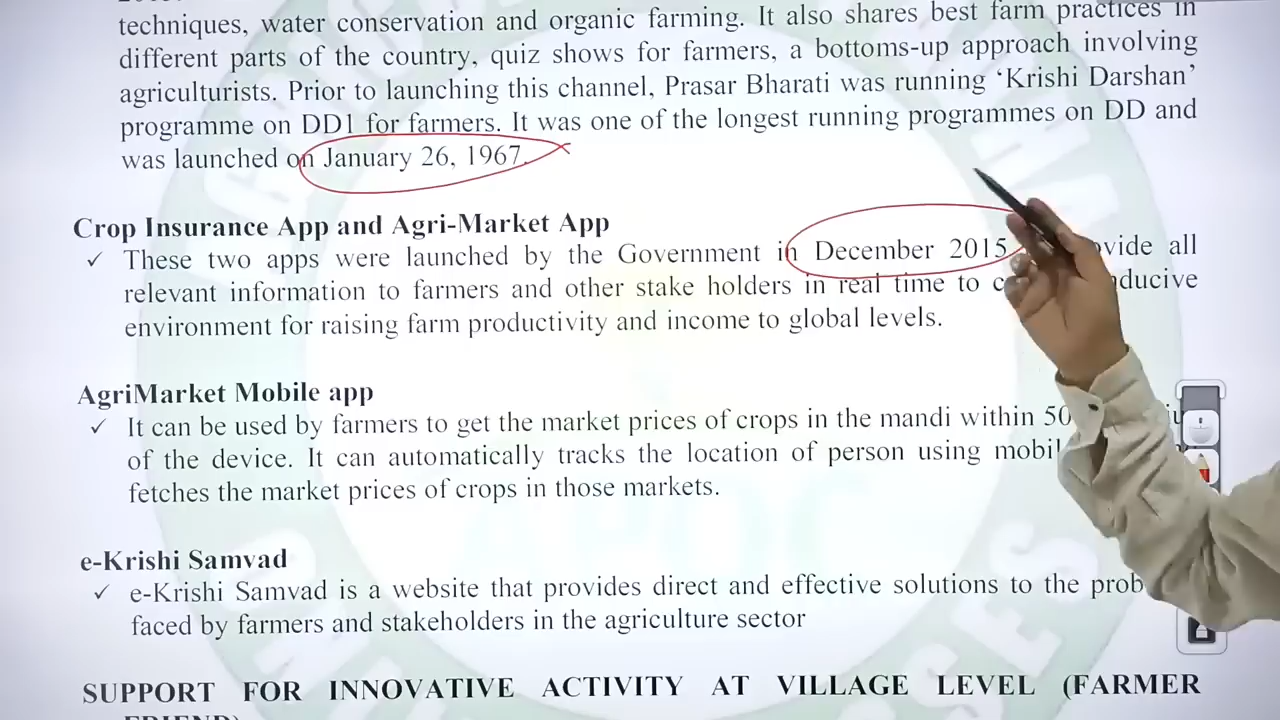 techniques, water conservation and organic farming. It also shares best farm practices in
different parts of the country, quiz shows for farmers, a bottoms-up approach involving
agriculturists. Prior to launching this channel, Prasar Bharati was running ‘Krishi Darshan’
programme on DD1 for farmers. It was one of the longest running programmes on DD and
was launched on January 26, 1967.
Crop Insurance App and Agri-Market App
✓ These two apps were launched by the Government in December 2015 all
relevant information to farmers and other stake holders in real time to
environment for raising farm productivity and income to global levels.
AgriMarket Mobile app
✓ It can be used by farmers to get the market prices of crops in the mandi within 50
of the device. It can automatically tracks the location of person using
fetches the market prices of crops in those markets.
e-Krishi Samvad
✓ e-Krishi Samvad is a website that provides direct and effective solutions to the
faced by farmers and stakeholders in the agriculture sector
SUPPORT FOR INNOVATIVE ACTIVITY AT VILLAGE LEVEL (FARMER